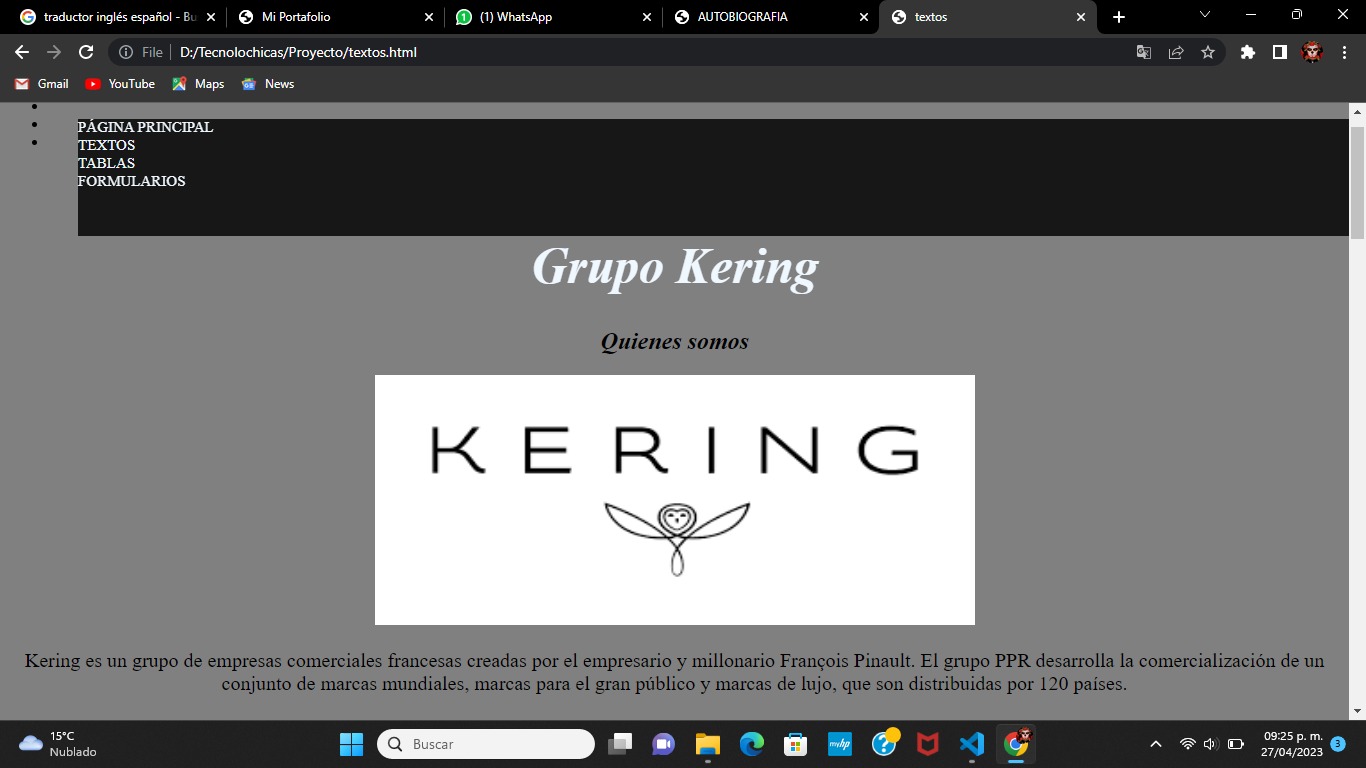 traductor inglés español - Bu
Mi Portafolio
(1) WhatsApp
AUTOBIOGRAFIA
textos
File
D:/Tecnolochicas/Proyecto/textos.html
Gmail
YouTube
Maps
News
PÁGINA PRINCIPAL
TEXTOS
TABLAS
FORMULARIOS
Grupo Kering
Quienes somos
KERING
Kering es un grupo de empresas comerciales francesas creadas por el empresario y millonario François Pinault. El grupo PPR desarrolla la comercialización de un
conjunto de marcas mundiales, marcas para el gran público y marcas de lujo, que son distribuidas por 120 países.
15°C
Nublado
Buscar
myhp
09:25 p. m.
27/04/2023
3